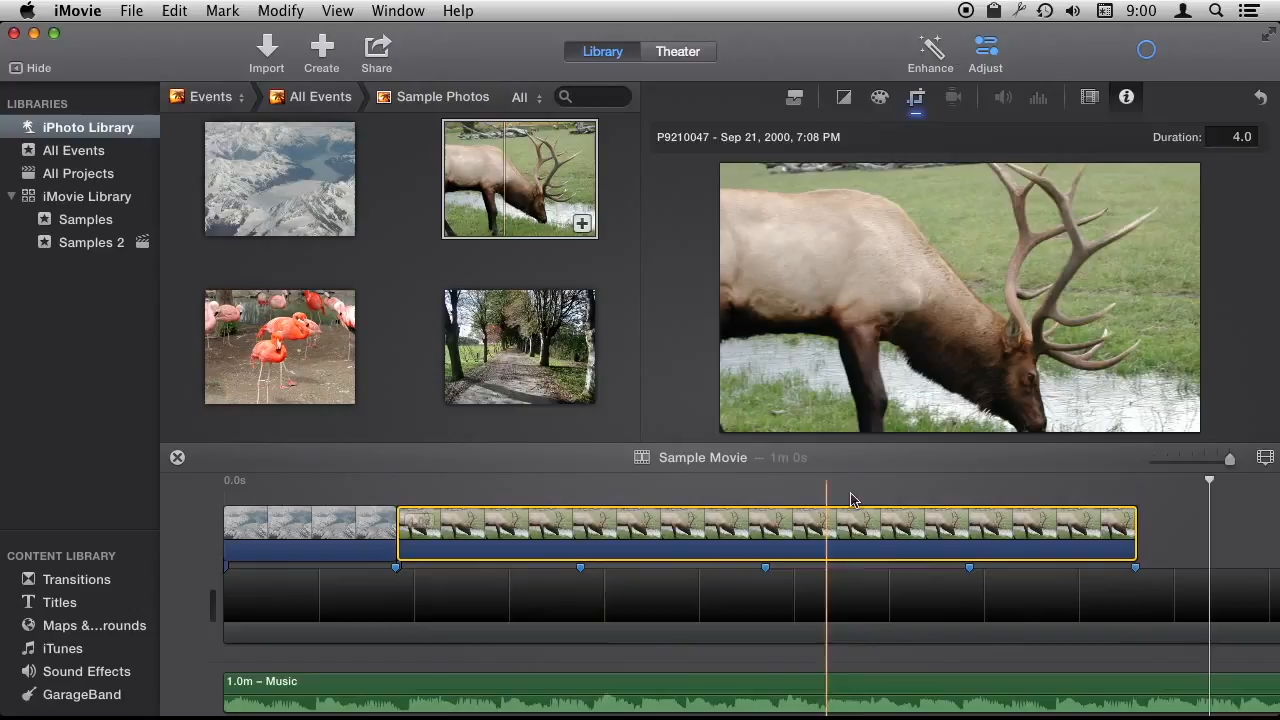 iMovie File Edit Mark Modify View Window Help 9:00
Import Create Share Library Theater Enhance Adjust
Hide
LIBRARIES
iPhoto Library
All Events
All Projects
iMovie Library
Samples
Samples 2
Events All Events Sample Photos All
P9210047 - Sep 21, 2000, 7:08 PM Duration: 4.0
Sample Movie — 1m 0s
0.0s
1.0m – Music
CONTENT LIBRARY
Transitions
Titles
Maps &...rounds
iTunes
Sound Effects
GarageBand